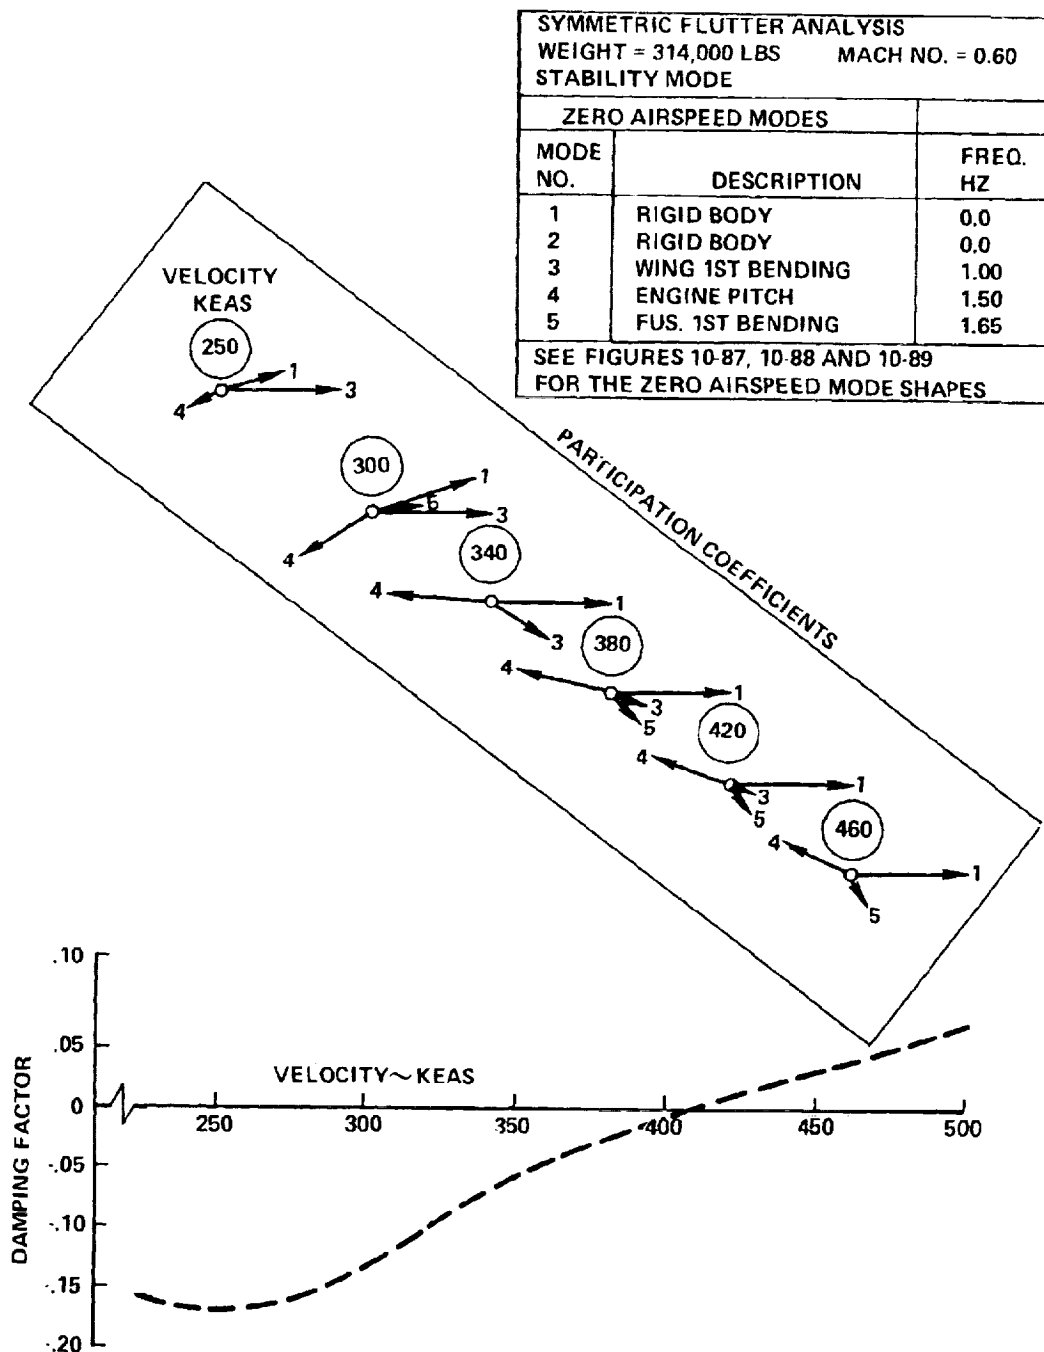 SYMMETRIC FLUTTER ANALYSIS
WEIGHT = 314,000 LBS MACH NO. = 0.60
STABILITY MODE
ZERO AIRSPEED MODES
MODE NO. DESCRIPTION FREQ. HZ
1 RIGID BODY 0.0
2 RIGID BODY 0.0
3 WING 1ST BENDING 1.00
4 ENGINE PITCH 1.50
5 FUS. 1ST BENDING 1.65
SEE FIGURES 10-87, 10-88 AND 10-89
FOR THE ZERO AIRSPEED MODE SHAPES
VELOCITY
KEAS
250
1
3
4
PARTICIPATION COEFFICIENTS
300
1
3
4
340
4
1
3
380
4
1
3
5
420
4
1
3
5
460
4
1
5
.10
.05
0
-.05
-.10
-.15
-.20
DAMPING FACTOR
VELOCITY~KEAS
250 300 350 400 450 500